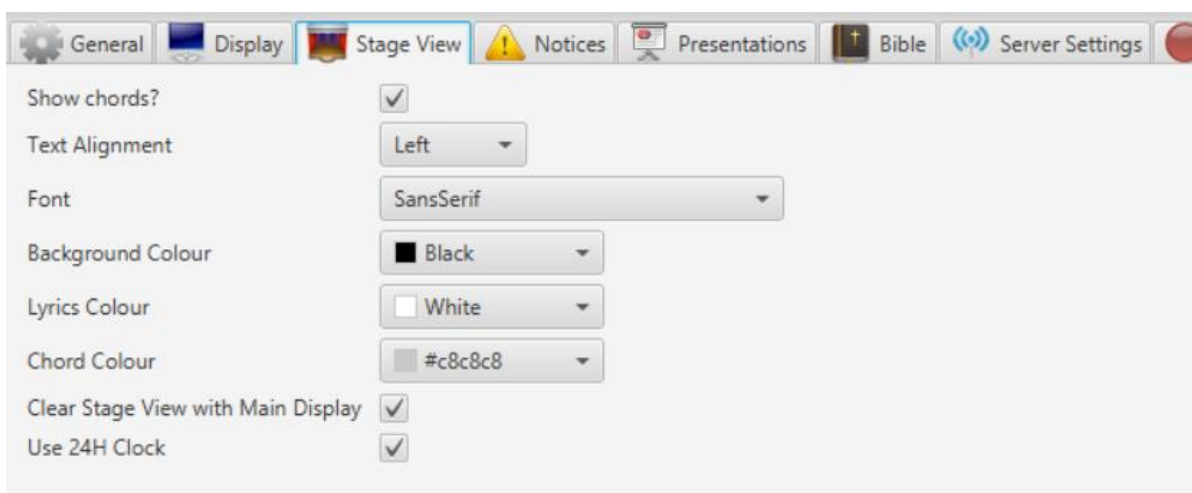 General Display Stage View Notices Presentations Bible Server Settings
Show chords?
Text Alignment Left
Font SansSerif
Background Colour Black
Lyrics Colour White
Chord Colour #c8c8c8
Clear Stage View with Main Display
Use 24H Clock